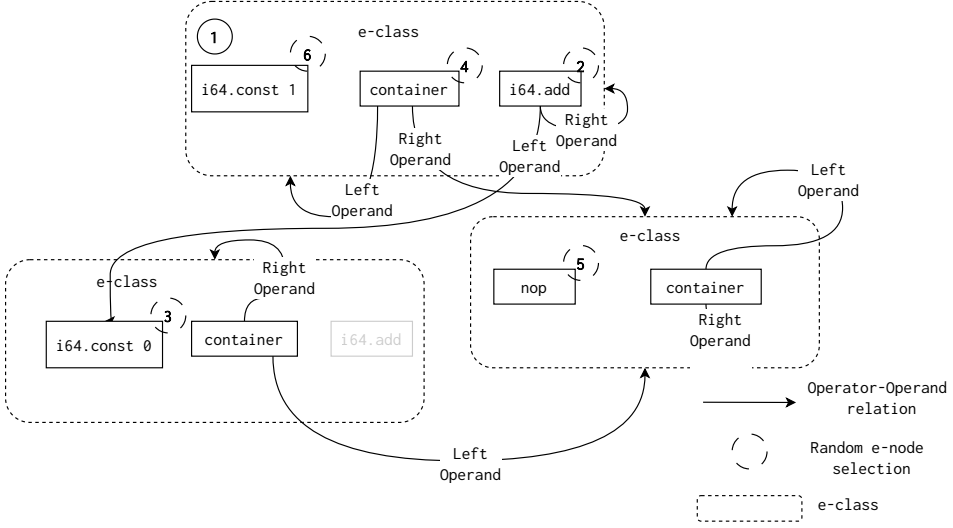 1
e-class
6
4
2
i64.const 1
container
i64.add
Right
Operand
Right
Operand
Left
Operand
Left
Operand
Left
Operand
e-class
5
nop
container
Right
Operand
e-class
Right
Operand
3
i64.const 0
container
i64.add
Left
Operand
Operator-Operand
relation
Random e-node
selection
e-class